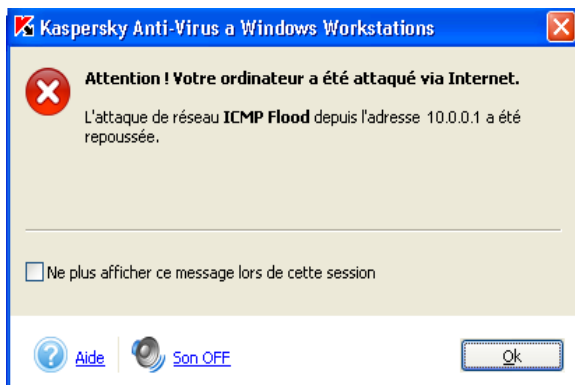 Kaspersky Anti-Virus a Windows Workstations
Attention ! Votre ordinateur a été attaqué via Internet.
L'attaque de réseau ICMP Flood depuis l'adresse 10.0.0.1 a été
repoussée.
Ne plus afficher ce message lors de cette session
Aide
Son OFF
Ok